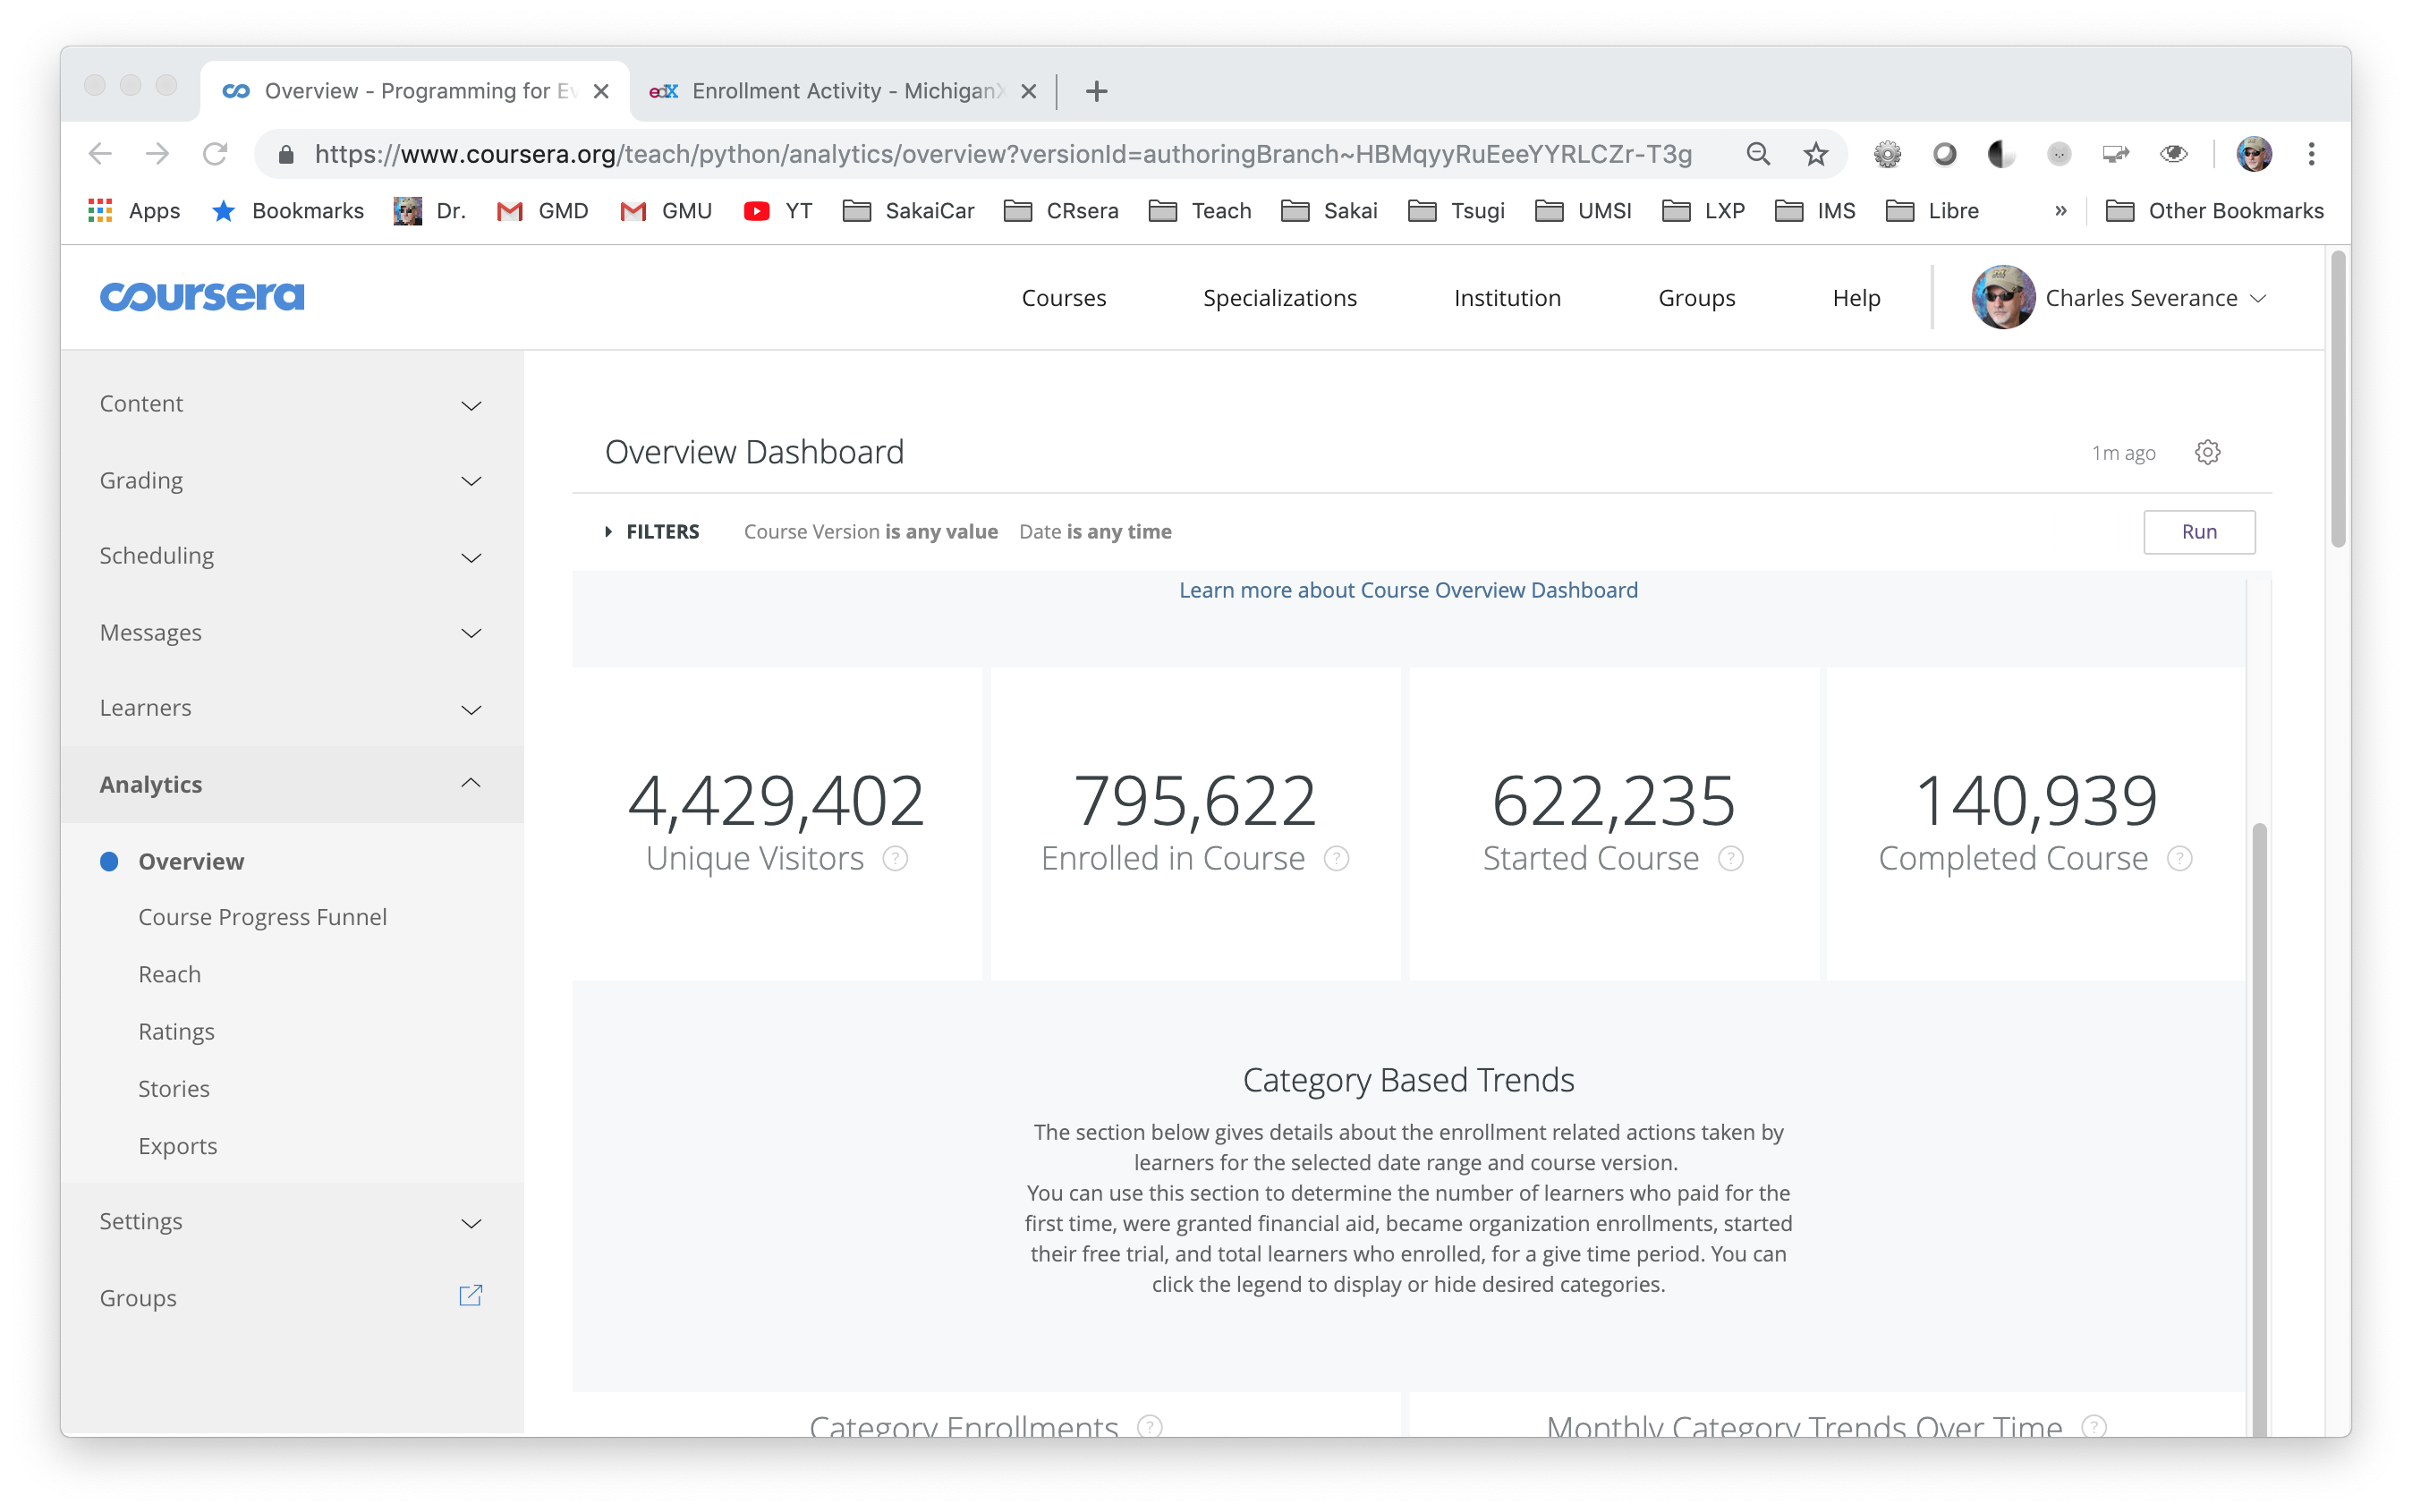 Overview - Programming for Ev
Enrollment Activity - MichiganX
https://www.coursera.org/teach/python/analytics/overview?versionId=authoringBranch~HBMqyyRuEeeYYRLCZr-T3g
Apps Bookmarks Dr. GMD GMU YT SakaiCar CRsera Teach Sakai Tsugi UMSI LXP IMS Libre » Other Bookmarks
coursera Courses Specializations Institution Groups Help Charles Severance
Content
Grading
Scheduling
Messages
Learners
Analytics
Overview
Course Progress Funnel
Reach
Ratings
Stories
Exports
Settings
Groups
Overview Dashboard 1m ago
FILTERS Course Version is any value Date is any time Run
Learn more about Course Overview Dashboard
4,429,402
Unique Visitors ?
795,622
Enrolled in Course ?
622,235
Started Course ?
140,939
Completed Course ?
Category Based Trends
The section below gives details about the enrollment related actions taken by
learners for the selected date range and course version.
You can use this section to determine the number of learners who paid for the
first time, were granted financial aid, became organization enrollments, started
their free trial, and total learners who enrolled, for a give time period. You can
click the legend to display or hide desired categories.
Category Enrollments ?
Monthly Category Trends Over Time ?